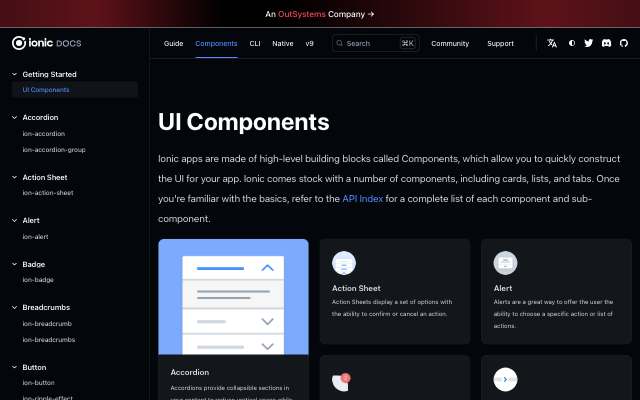 An OutSystems Company →
ionic DOCS
Guide
Components
CLI
Native
v9
Search
⌘K
Community
Support
Getting Started
UI Components
Accordion
ion-accordion
ion-accordion-group
Action Sheet
ion-action-sheet
Alert
ion-alert
Badge
ion-badge
Breadcrumbs
ion-breadcrumb
ion-breadcrumbs
Button
ion-button
ion-ripple-effect
UI Components
Ionic apps are made of high-level building blocks called Components, which allow you to quickly construct
the UI for your app. Ionic comes stock with a number of components, including cards, lists, and tabs. Once
you're familiar with the basics, refer to the API Index for a complete list of each component and sub-
component.
Accordion
Accordions provide collapsible sections in
your content to reduce vertical space while
Action Sheet
Action Sheets display a set of options with
the ability to confirm or cancel an action.
Alert
Alerts are a great way to offer the user the
ability to choose a specific action or list of
actions.